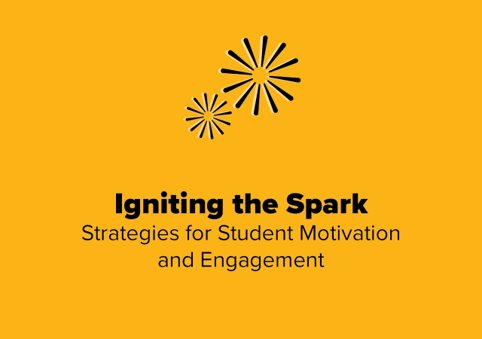 Igniting the Spark
Strategies for Student Motivation
and Engagement